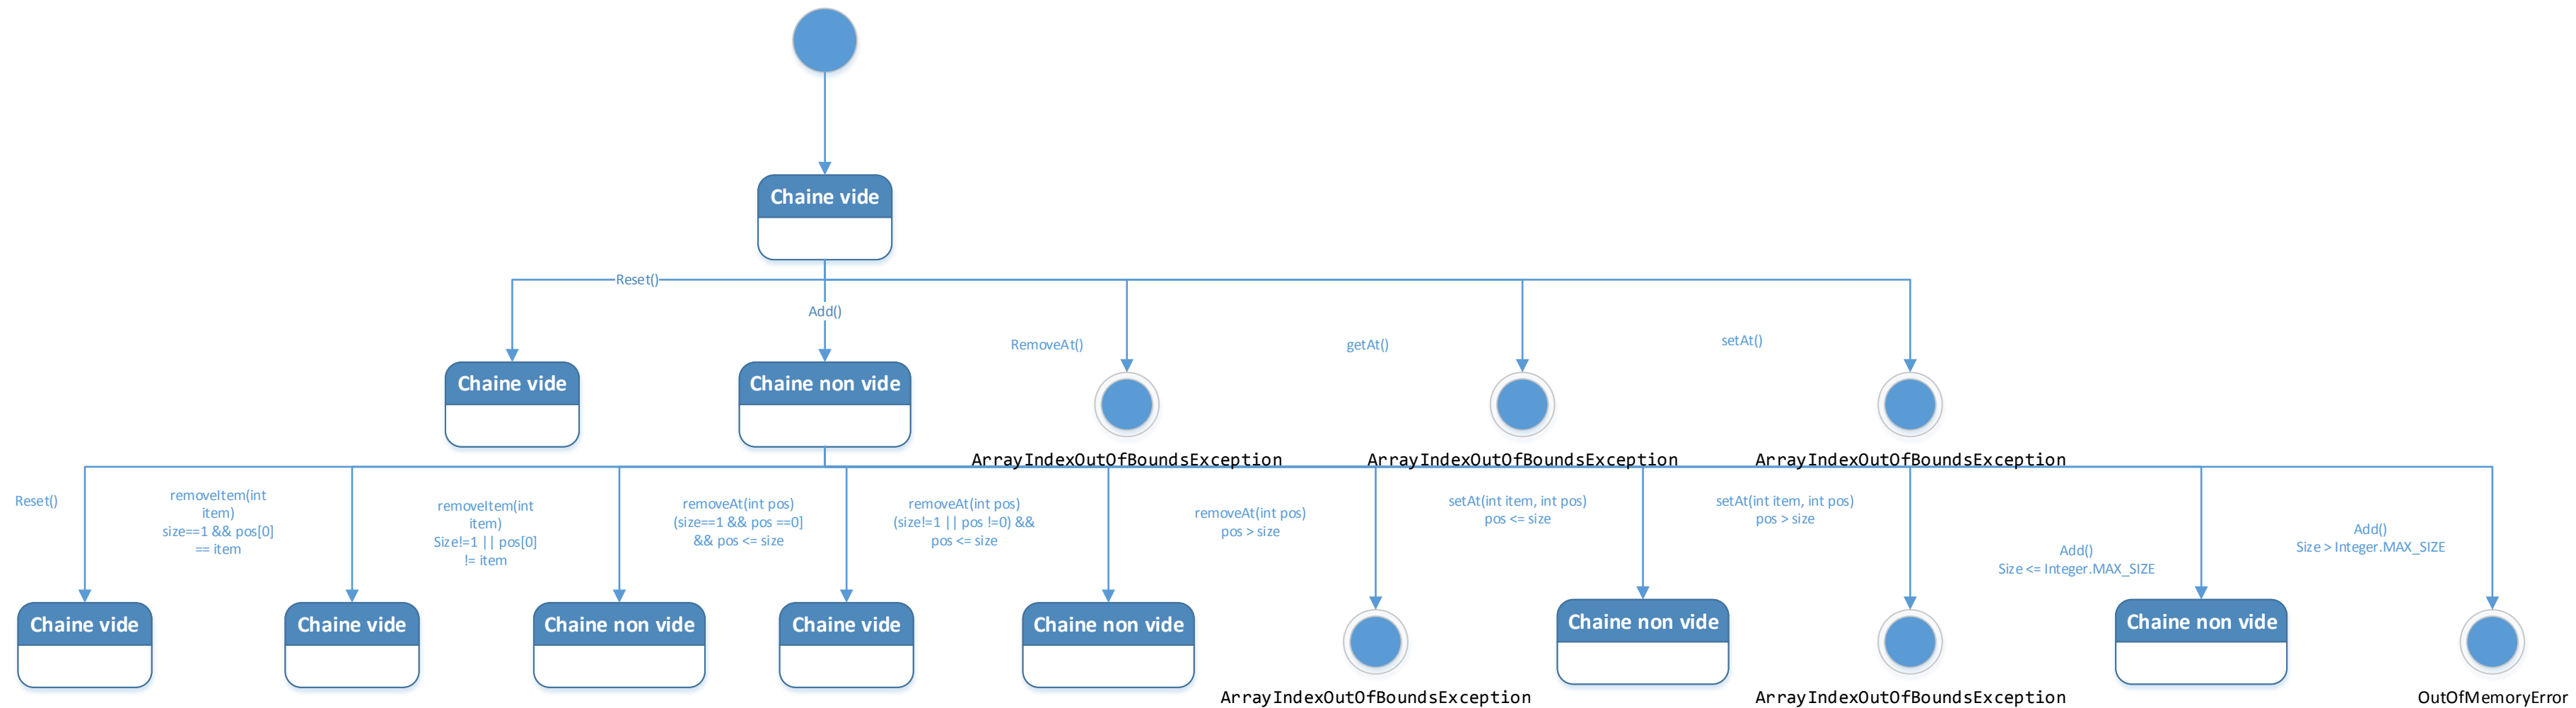 Chaine vide
Reset()
Add()
RemoveAt()
getAt()
setAt()
Chaine vide
Chaine non vide
ArrayIndexOutOfBoundsException
ArrayIndexOutOfBoundsException
ArrayIndexOutOfBoundsException
Reset()
removeItem(int
item)
size==1 && pos[0]
== item
removeItem(int
item)
Size!=1 || pos[0]
!= item
removeAt(int pos)
(size==1 && pos ==0]
&& pos <= size
removeAt(int pos)
(size!=1 || pos !=0) &&
pos <= size
removeAt(int pos)
pos > size
setAt(int item, int pos)
pos <= size
setAt(int item, int pos)
pos > size
Add()
Size <= Integer.MAX_SIZE
Add()
Size > Integer.MAX_SIZE
Chaine vide
Chaine vide
Chaine non vide
Chaine vide
Chaine non vide
ArrayIndexOutOfBoundsException
Chaine non vide
ArrayIndexOutOfBoundsException
Chaine non vide
OutOfMemoryError